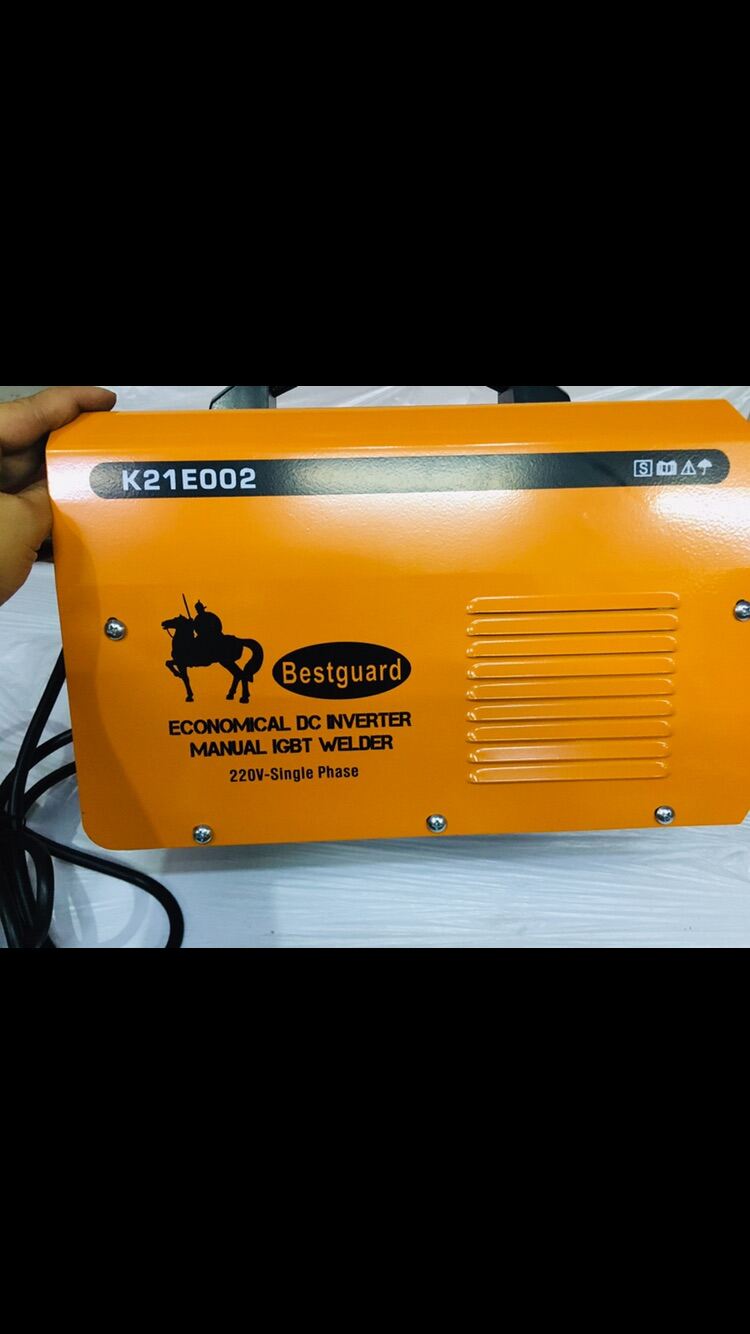 K21E002
S
Bestguard
ECONOMICAL DC INVERTER
MANUAL IGBT WELDER
220V-Single Phase